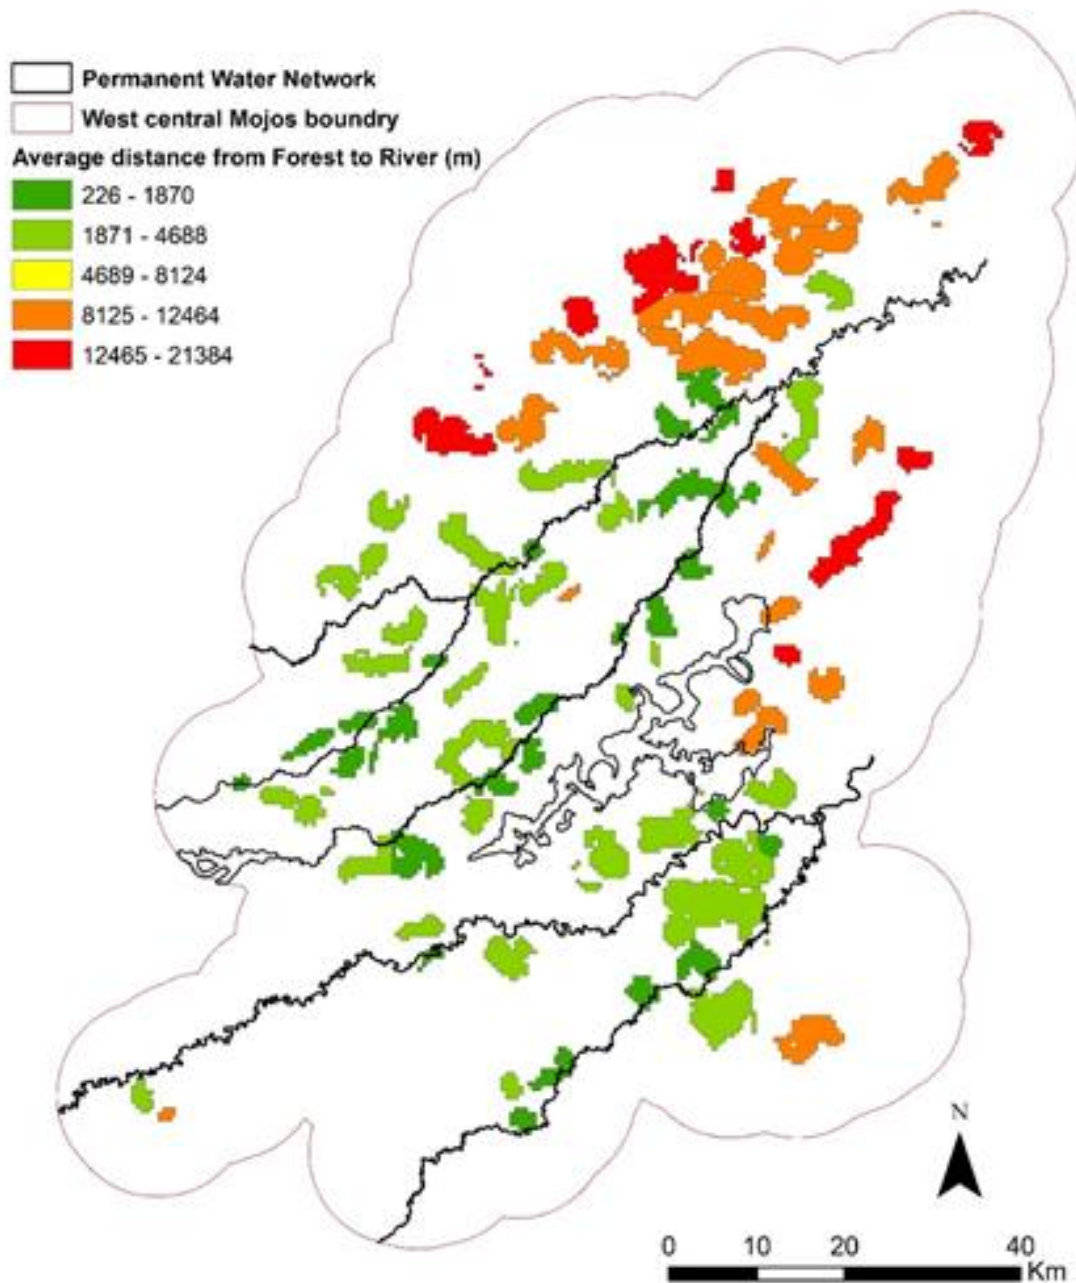 Permanent Water Network
West central Mojos boundry
Average distance from Forest to River (m)
226 - 1870
1871 - 4688
4689 - 8124
8125 - 12464
12465 - 21384
N
0 10 20 40
Km